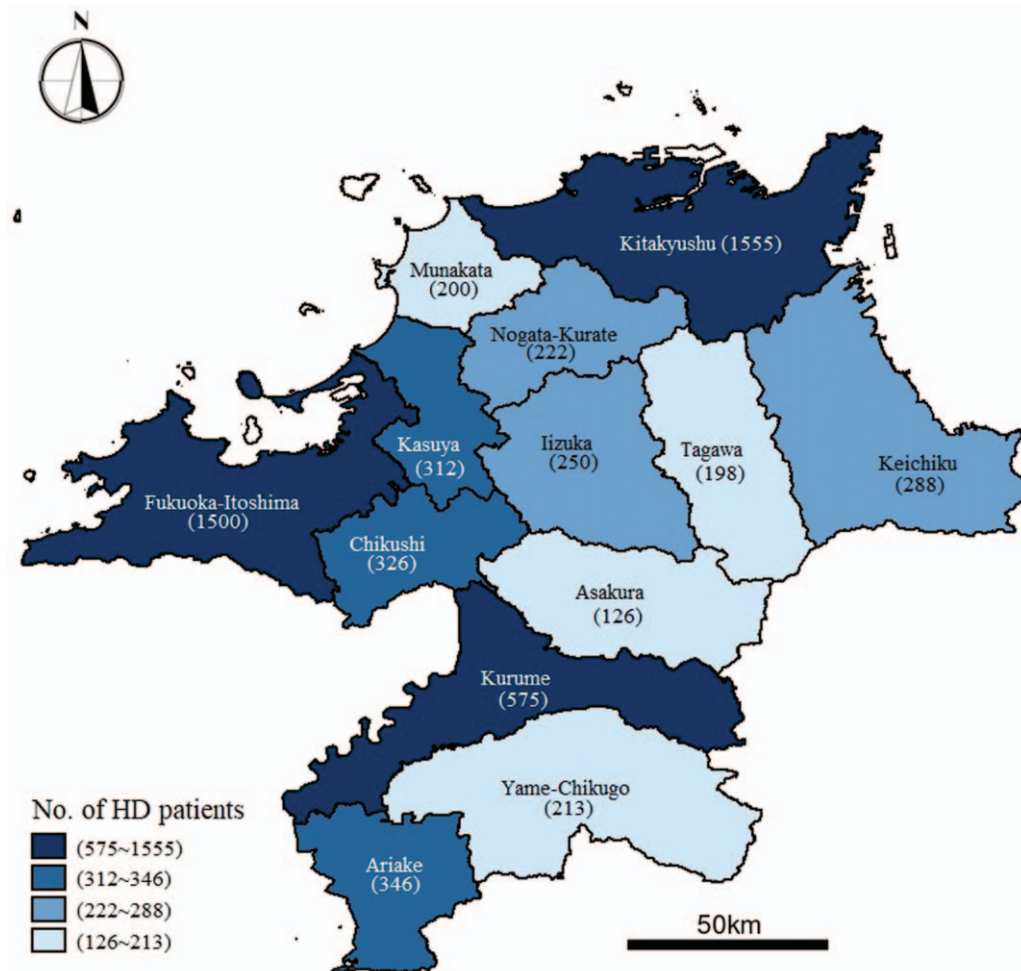 N
Kitakyushu (1555)
Munakata
(200)
Nogata-Kurate
(222)
Kasuya
(312)
Iizuka
(250)
Tagawa
(198)
Keichiku
(288)
Fukuoka-Itoshima
(1500)
Chikushi
(326)
Asakura
(126)
Kurume
(575)
Yame-Chikugo
(213)
Ariake
(346)
No. of HD patients
(575~1555)
(312~346)
(222~288)
(126~213)
50km